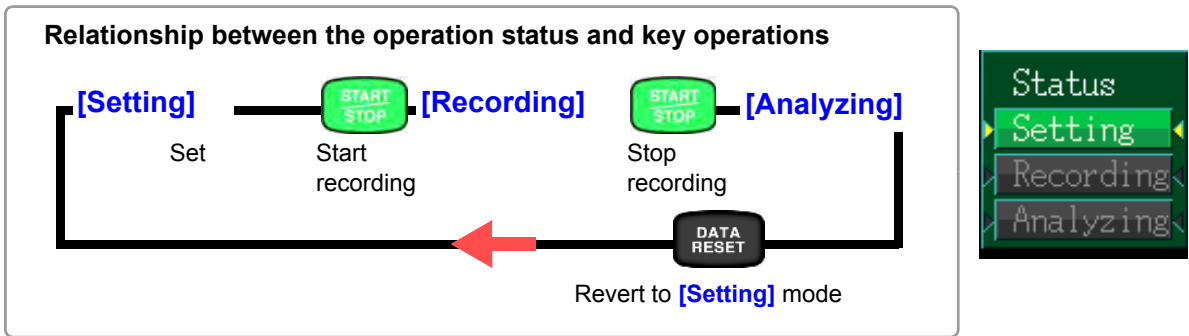 Relationship between the operation status and key operations
[Setting]
START
STOP
[Recording]
START
STOP
[Analyzing]
Set
Start
recording
Stop
recording
DATA
RESET
Revert to [Setting] mode
Status
Setting
Recording
Analyzing